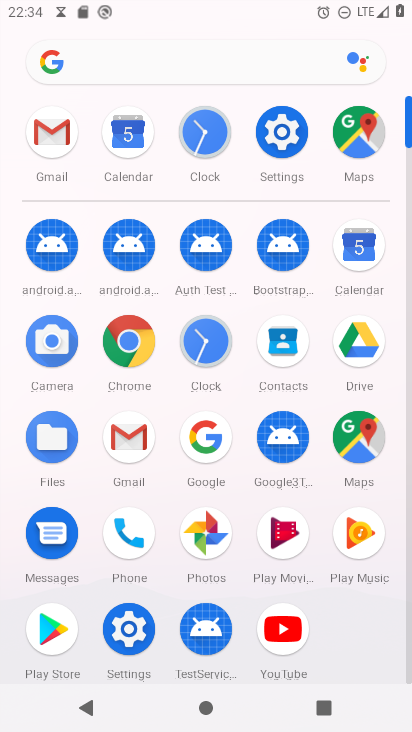 22:34 LTE
Gmail Calendar Clock Settings Maps
android.a... android.a... Auth Test ... Bootstrap... Calendar
Camera Chrome Clock Contacts Drive
Files Gmail Google Google3T... Maps
Messages Phone Photos Play Movi... Play Music
Play Store Settings TestServic... YouTube